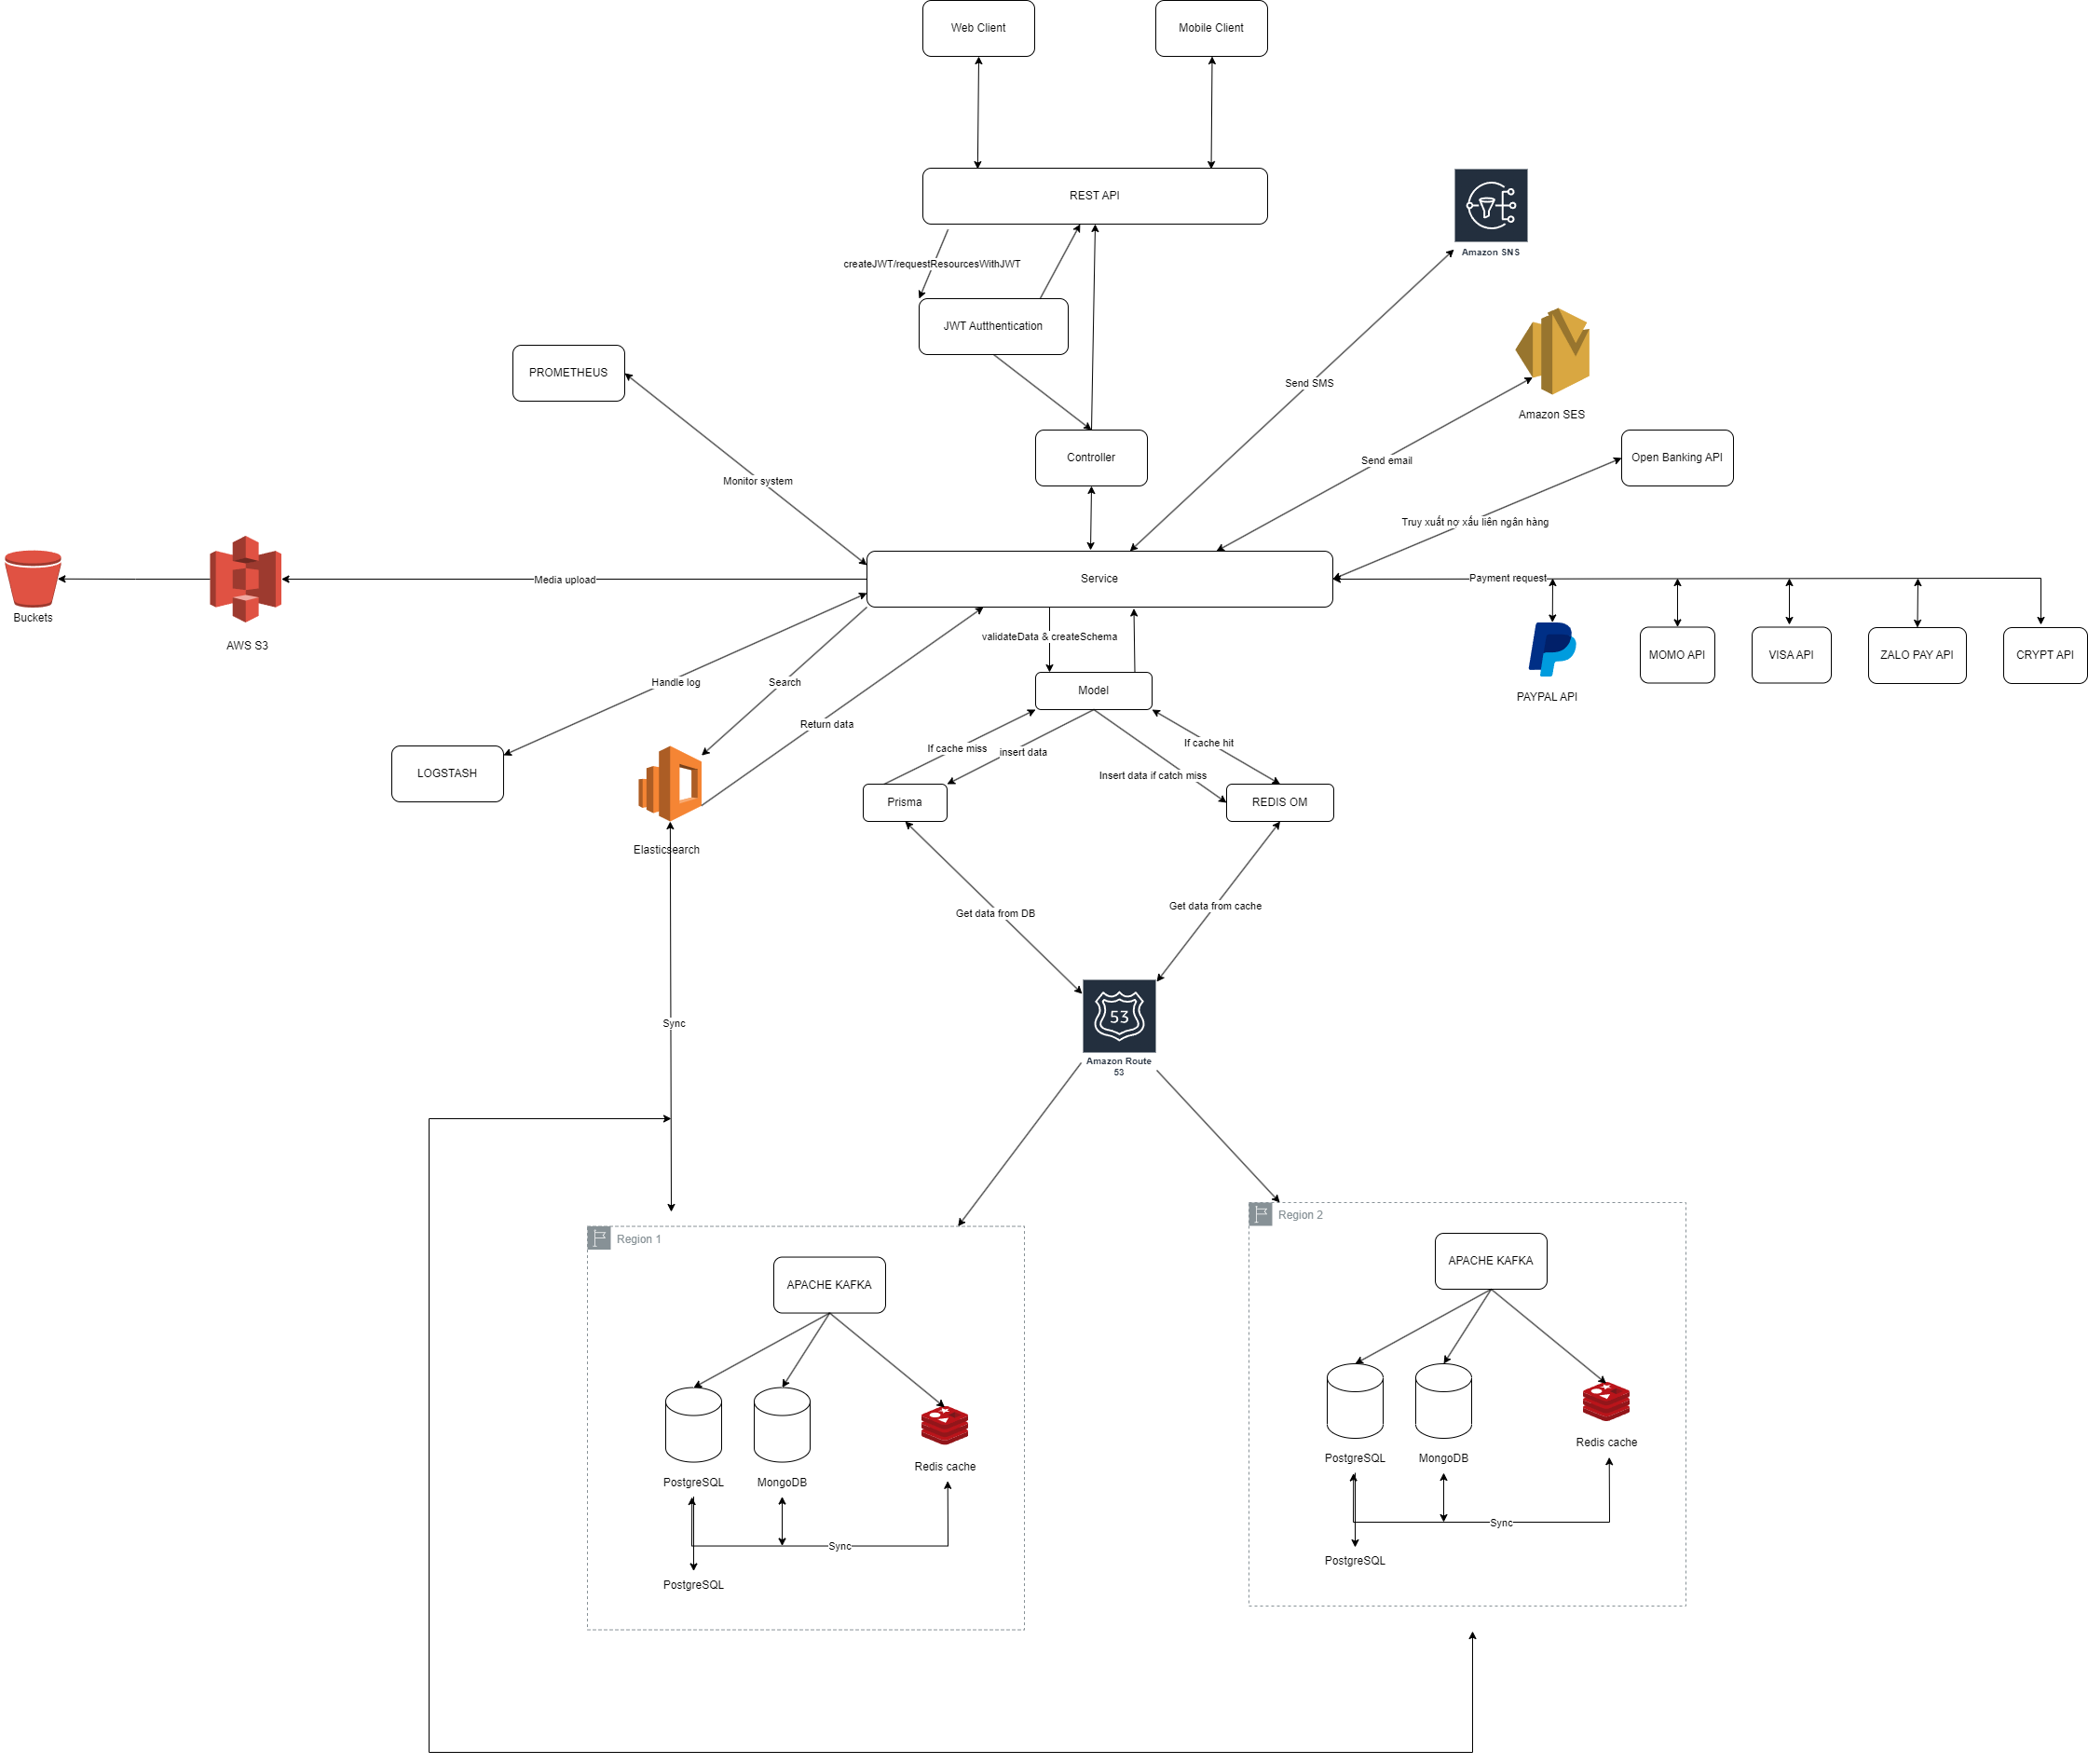 Web Client
Mobile Client
REST API
Amazon SNS
createJWT/requestResourcesWithJWT
JWT Autthentication
PROMETHEUS
Send SMS
Amazon SES
Controller
Open Banking API
Send email
Monitor system
Truy xuất nợ xấu liên ngân hàng
Buckets
AWS S3
Media upload
Service
Payment request
validateData & createSchema
PAYPAL API
MOMO API
VISA API
ZALO PAY API
CRYPT API
Handle log
Search
Model
Return data
If cache miss
insert data
If cache hit
LOGSTASH
Insert data if catch miss
Prisma
REDIS OM
Elasticsearch
Get data from DB
Get data from cache
53
Sync
Amazon Route
53
Region 1
APACHE KAFKA
PostgreSQL
MongoDB
Redis cache
Sync
PostgreSQL
Region 2
APACHE KAFKA
PostgreSQL
MongoDB
Redis cache
Sync
PostgreSQL